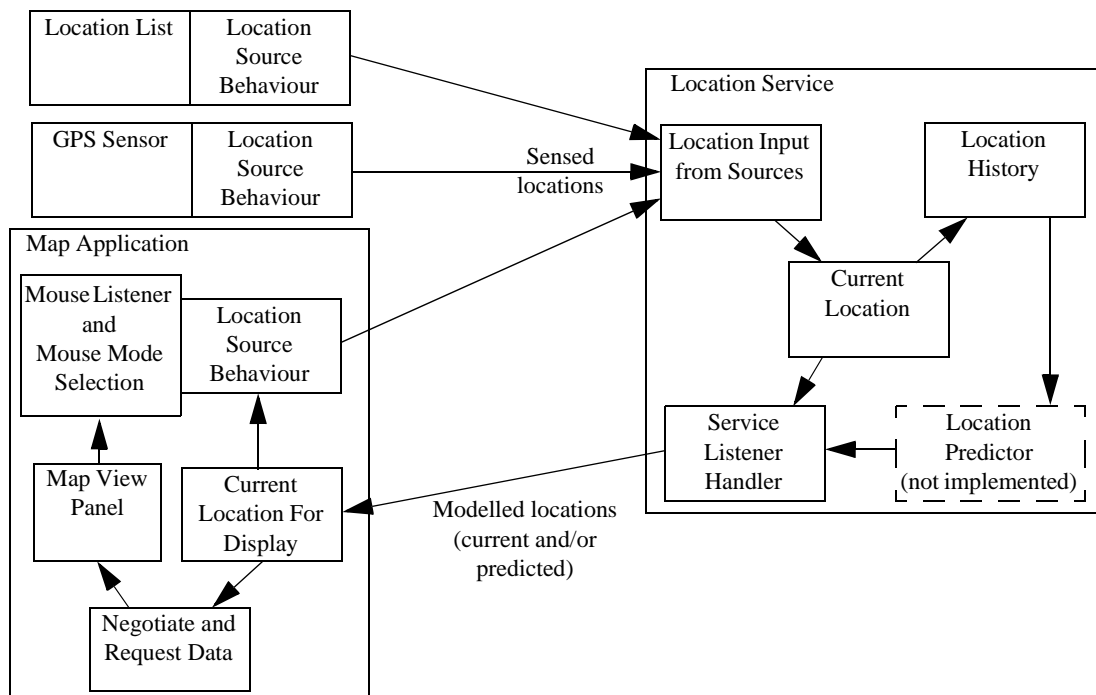 Location List
Location
Source
Behaviour
GPS Sensor
Location
Source
Behaviour
Sensed
locations
Location Service
Location Input
from Sources
Location
History
Current
Location
Service
Listener
Handler
Location
Predictor
(not implemented)
Map Application
Mouse Listener
and
Mouse Mode
Selection
Location
Source
Behaviour
Map View
Panel
Current
Location For
Display
Negotiate and
Request Data
Modelled locations
(current and/or
predicted)